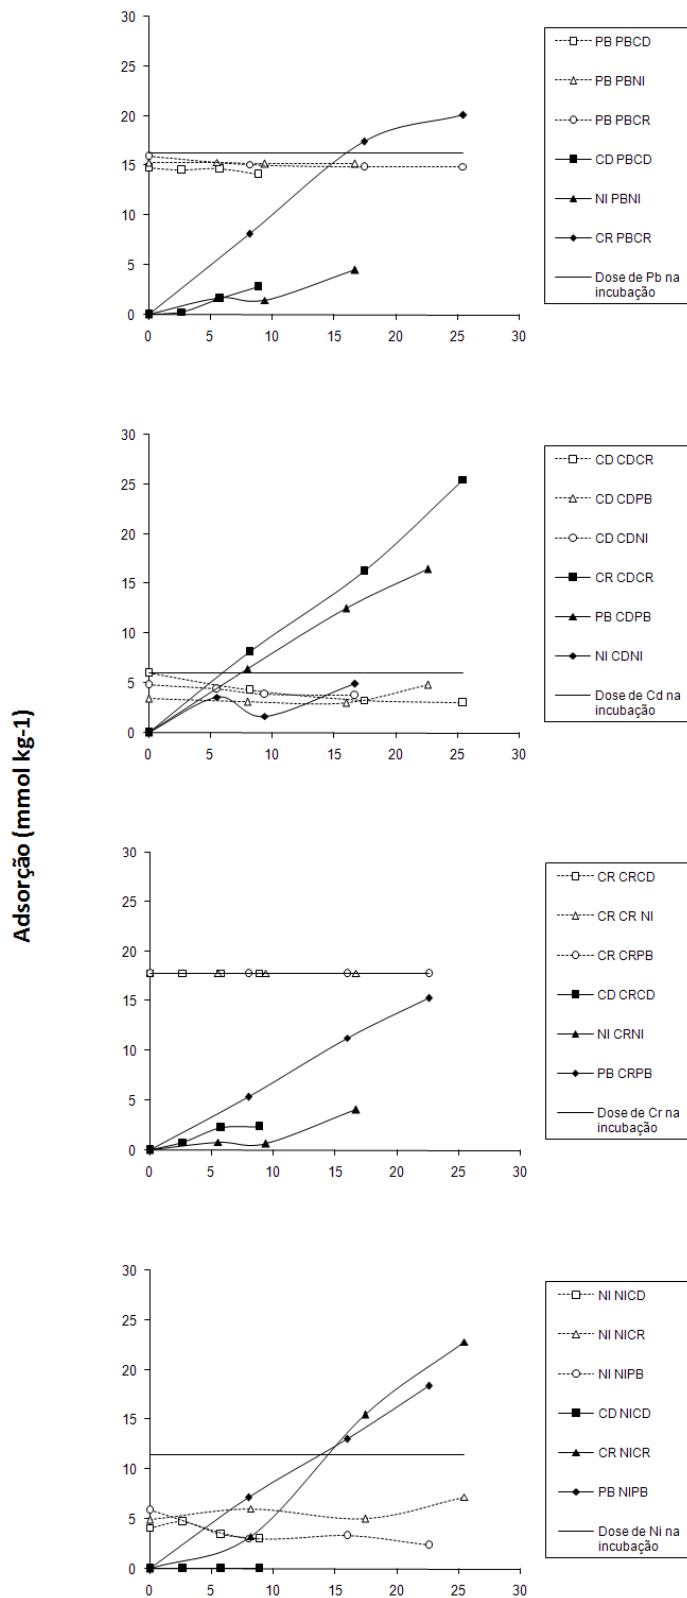 Adsorção (mmol kg-1)
30
25
20
15
10
5
0
0 5 10 15 20 25 30
PB PBCD
PB PBNI
PB PBCR
CD PBCD
NI PBNI
CR PBCR
Dose de Pb na
incubação
30
25
20
15
10
5
0
0 5 10 15 20 25 30
CD CDCR
CD CDPB
CD CDNI
CR CDCR
PB CDPB
NI CDNI
Dose de Cd na
incubação
30
25
20
15
10
5
0
0 5 10 15 20 25 30
CR CRCD
CR CR NI
CR CRPB
CD CRCD
NI CRNI
PB CRPB
Dose de Cr na
incubação
30
25
20
15
10
5
0
0 5 10 15 20 25 30
NI NICD
NI NICR
NI NIPB
CD NICD
CR NICR
PB NIPB
Dose de Ni na
incubação